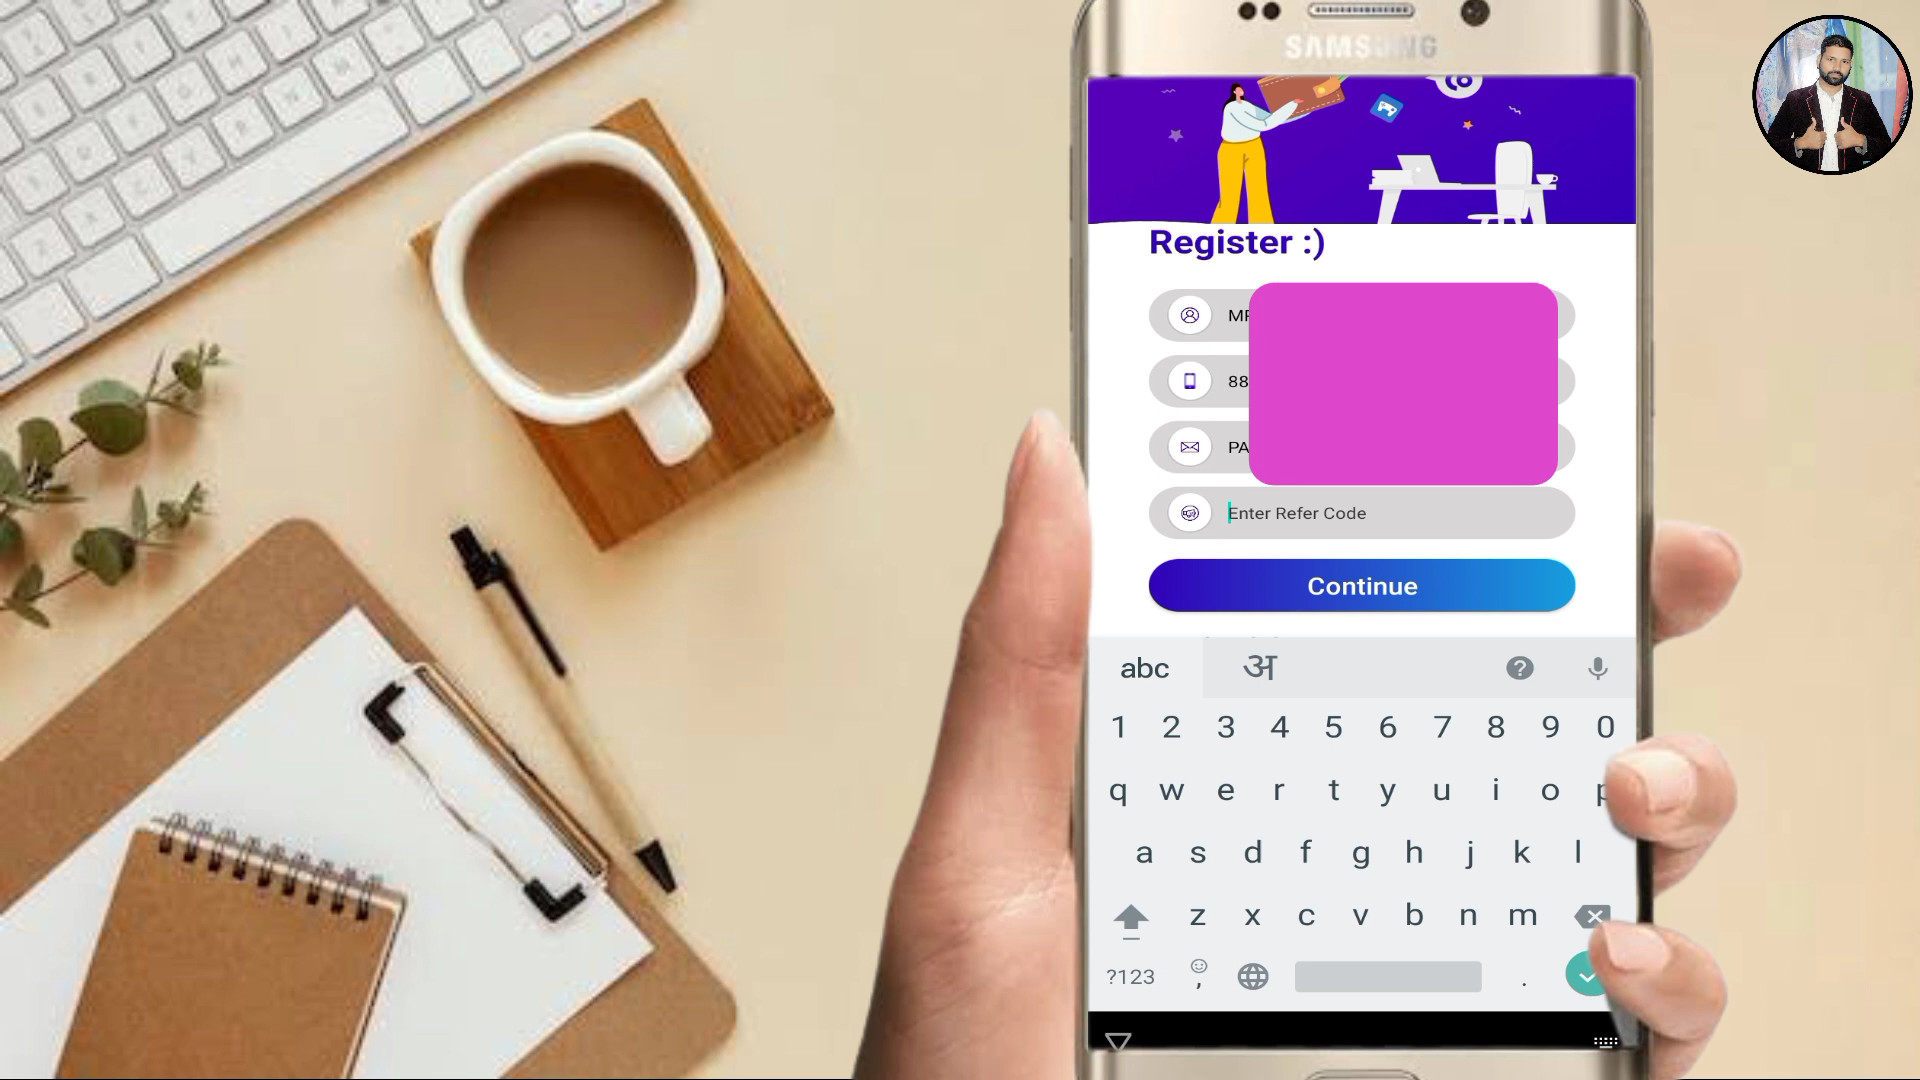 SAMSUNG
Register :)
88
PA
Enter Refer Code
Continue
abc अ
1 2 3 4 5 6 7 8 9 0
q w e r t y u i o p
a s d f g h j k l
z x c v b n m
?123 , .